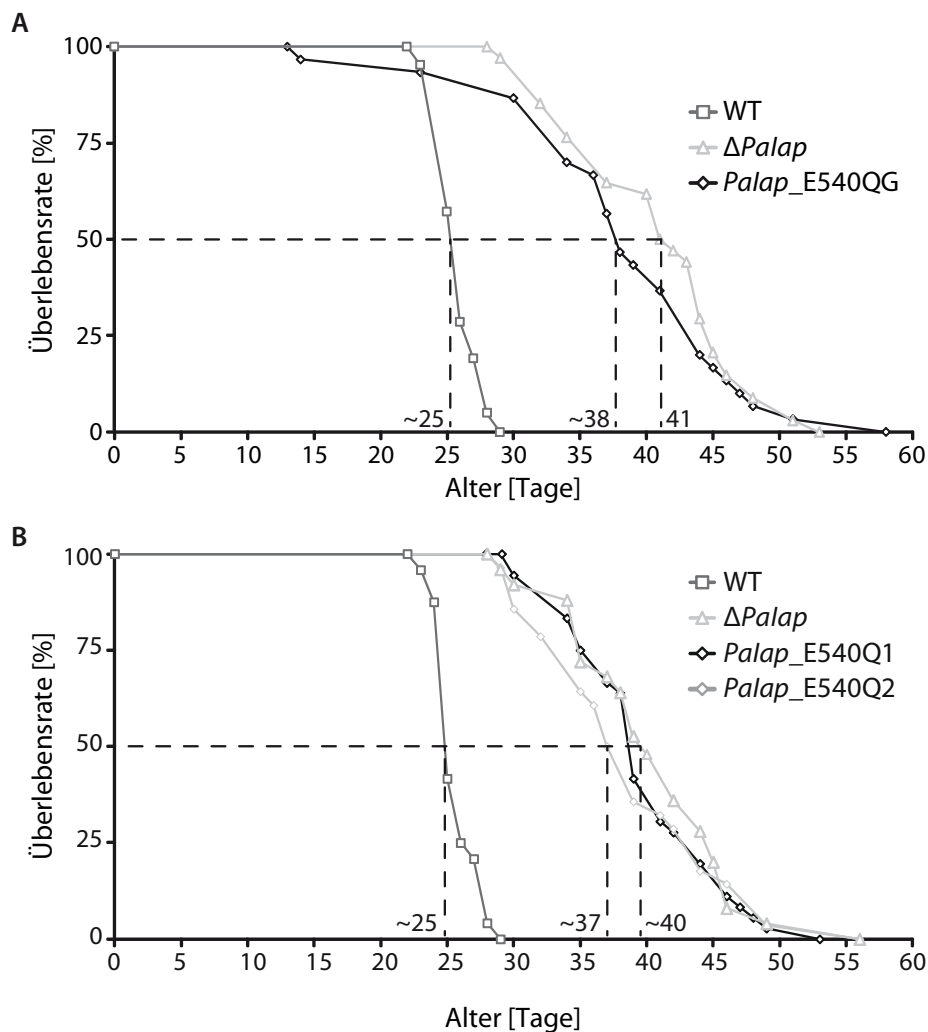 A
100
75
50
25
0
Überlebensrate [%]
WT
ΔPalap
Palap_E540QG
~25
~38
41
0 5 10 15 20 25 30 35 40 45 50 55 60
Alter [Tage]
B
100
75
50
25
0
Überlebensrate [%]
WT
ΔPalap
Palap_E540Q1
Palap_E540Q2
~25
~37
~40
0 5 10 15 20 25 30 35 40 45 50 55 60
Alter [Tage]